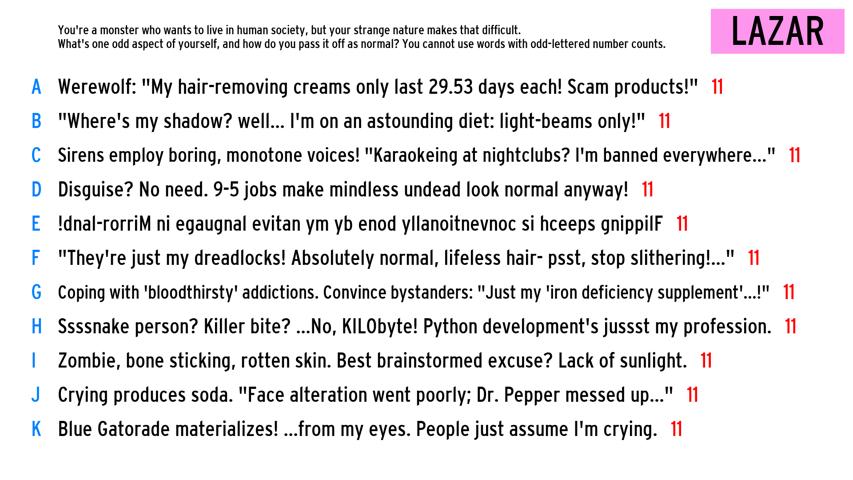 You're a monster who wants to live in human society, but your strange nature makes that difficult.
What's one odd aspect of yourself, and how do you pass it off as normal? You cannot use words with odd-lettered number counts.
LAZAR
A Werewolf: "My hair-removing creams only last 29.53 days each! Scam products!" 11
B "Where's my shadow? well... I'm on an astounding diet: light-beams only!" 11
C Sirens employ boring, monotone voices! "Karaokeing at nightclubs? I'm banned everywhere..." 11
D Disguise? No need. 9-5 jobs make mindless undead look normal anyway! 11
E !dnal-rorriM ni egaugnal evitan ym yb enod yllanoitnevnoc si hceeps gnippilF 11
F "They're just my dreadlocks! Absolutely normal, lifeless hair- psst, stop slithering!..." 11
G Coping with 'bloodthirsty' addictions. Convince bystanders: "Just my 'iron deficiency supplement'...!" 11
H Ssssnake person? Killer bite? ...No, KILObyte! Python development's jussst my profession. 11
I Zombie, bone sticking, rotten skin. Best brainstormed excuse? Lack of sunlight. 11
J Crying produces soda. "Face alteration went poorly; Dr. Pepper messed up..." 11
K Blue Gatorade materializes! ...from my eyes. People just assume I'm crying. 11